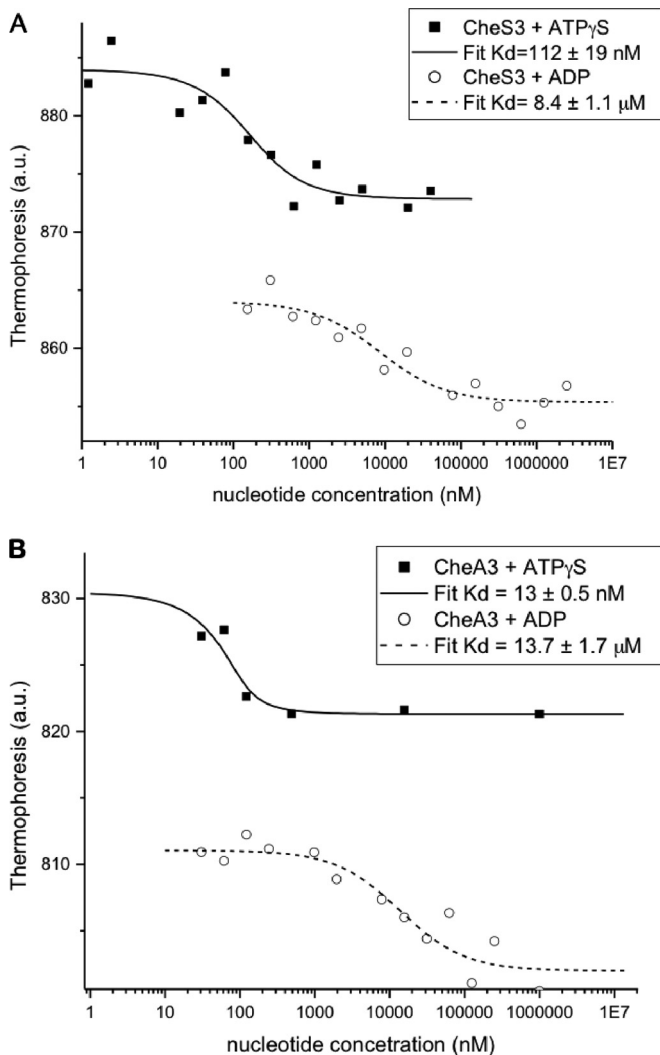 A
CheS3 + ATPγS
Fit Kd=112 ± 19 nM
CheS3 + ADP
Fit Kd= 8.4 ± 1.1 μM
880
870
860
Thermophoresis (a.u.)
1 10 100 1000 10000 100000 1000000 1E7
nucleotide concentration (nM)
B
CheA3 + ATPγS
Fit Kd = 13 ± 0.5 nM
CheA3 + ADP
Fit Kd = 13.7 ± 1.7 μM
830
820
810
Thermophoresis (a.u.)
1 10 100 1000 10000 100000 1000000 1E7
nucleotide concetration (nM)